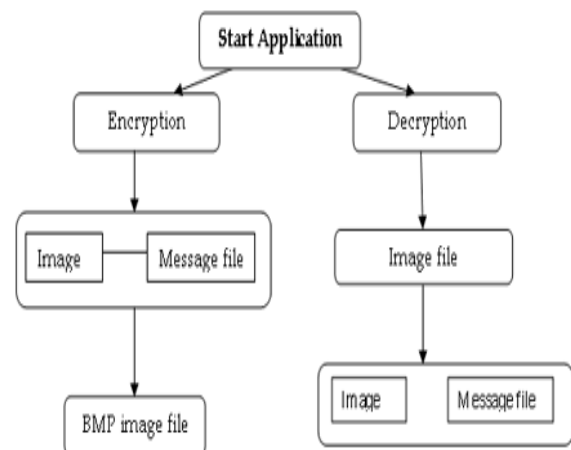 Start Application
Encryption
Decryption
Image
Message file
Image file
BMP image file
Image
Message file